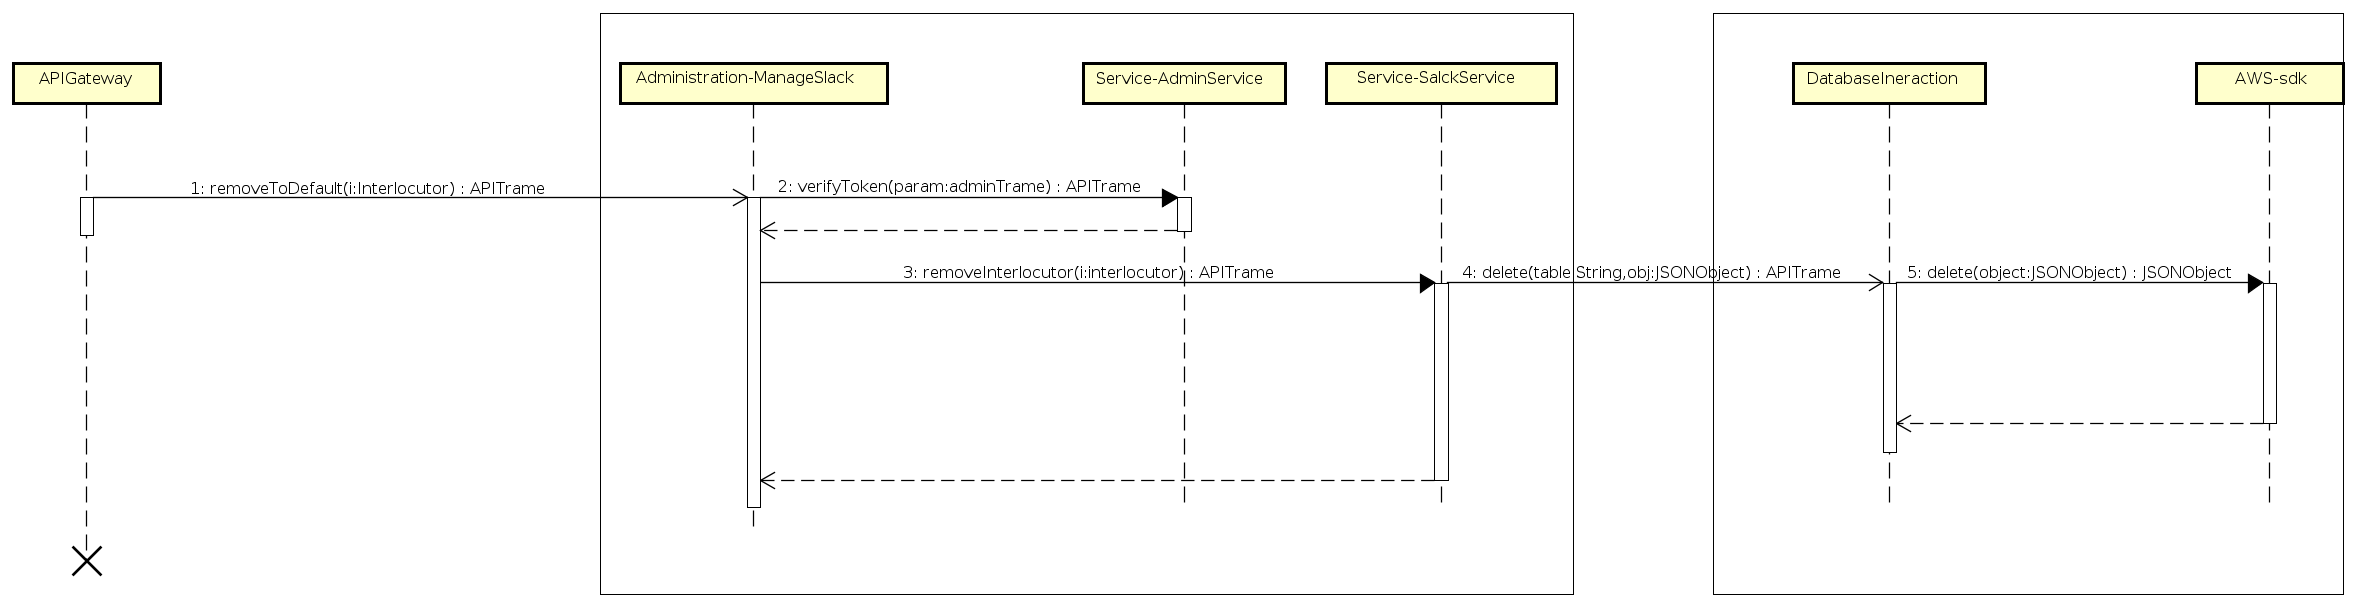 APIGateway
Administration-ManageSlack
Service-AdminService
Service-SalckService
DatabaseIneraction
AWS-sdk
1: removeToDefault(i:Interlocutor) : APITrame
2: verifyToken(param:adminTrame) : APITrame
3: removeInterlocutor(i:interlocutor) : APITrame
4: delete(table String,obj:JSONObject) : APITrame
5: delete(object:JSONObject) : JSONObject